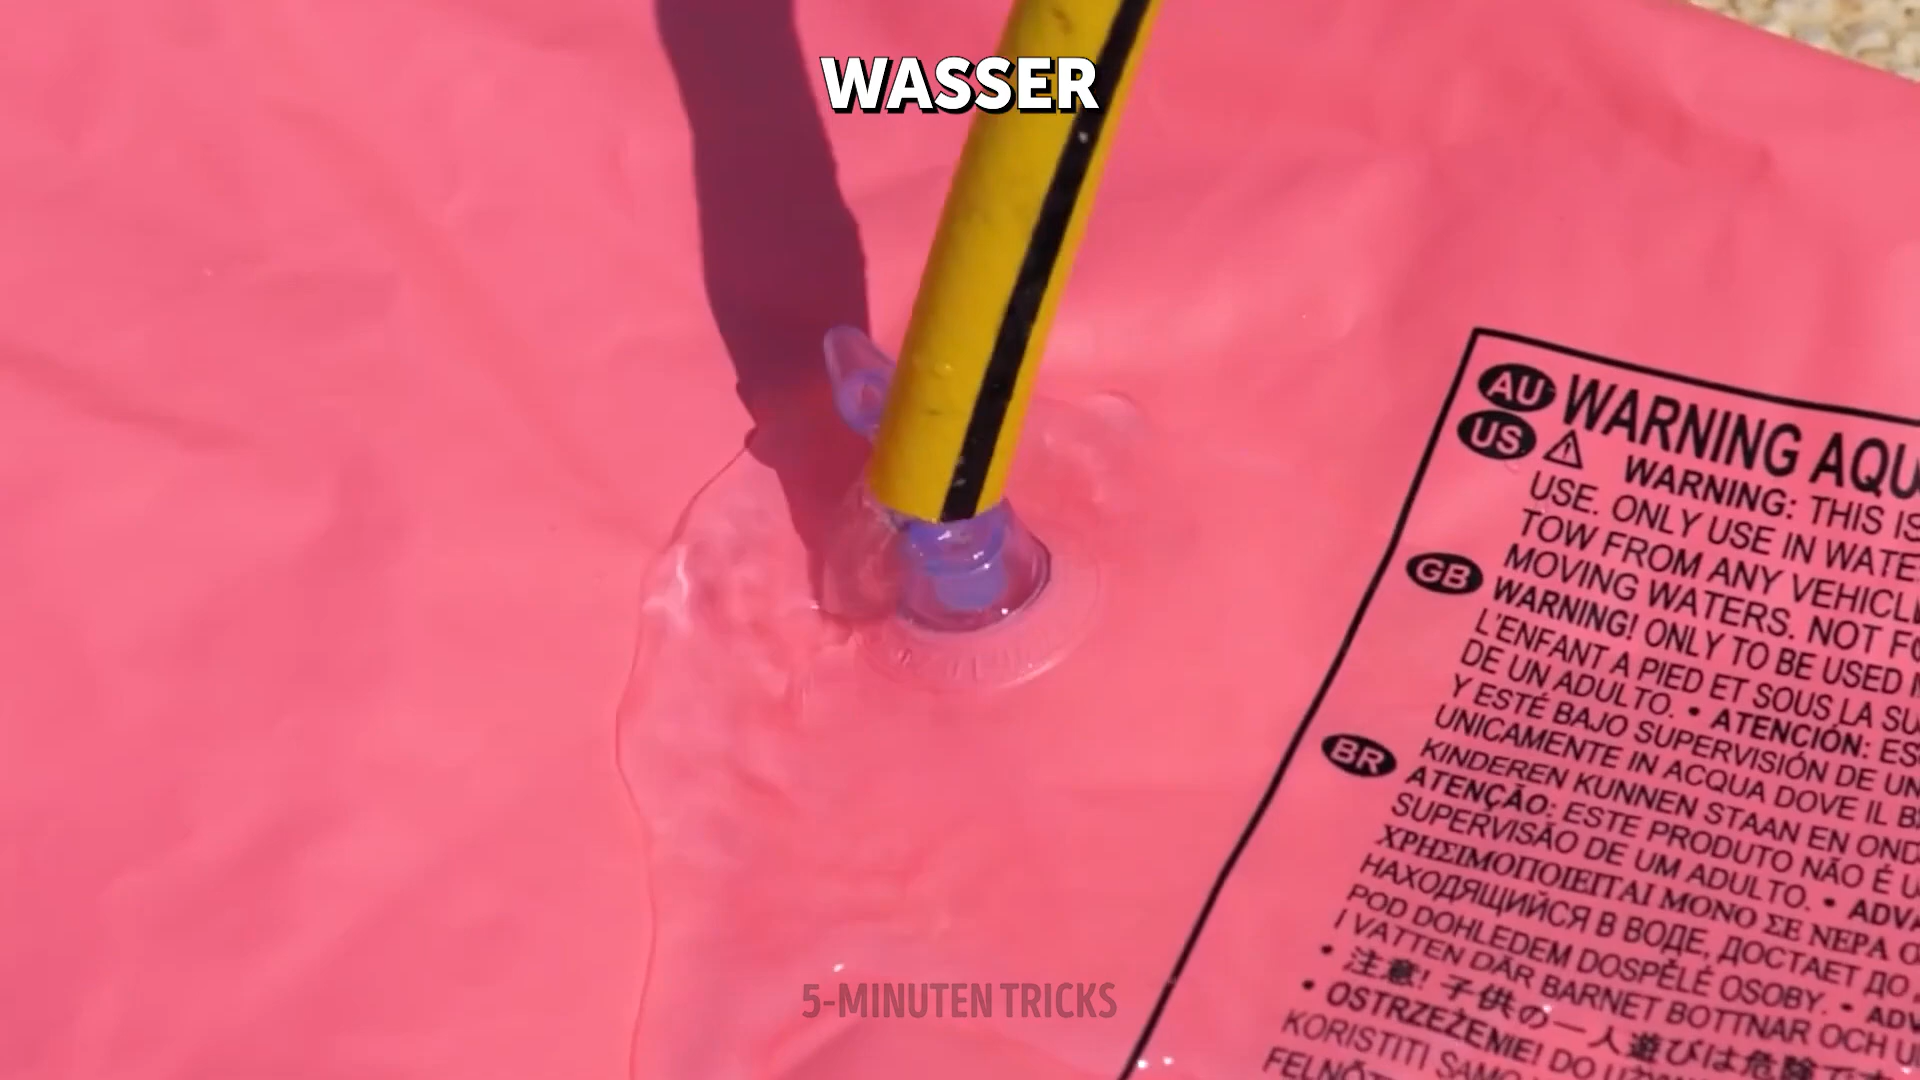 WASSER
AU WARNING AQU
US WARNING: THIS IS
USE. ONLY USE IN WATE
TOW FROM ANY VEHICL
MOVING WATERS. NOT FO
GB WARNING! ONLY TO BE USED
L'ENFANT A PIED ET SOUS LA SU
DE UN ADULTO. • ATENCIÓN: ES
Y ESTÉ BAJO SUPERVISIÓN DE UN
UNICAMENTE IN ACQUA DOVE IL B
KINDEREN KUNNEN STAAN EN OND
BR ATENÇÃO: ESTE PRODUTO NÃO É U
SUPERVISÃO DE UM ADULTO. • ADVA
ΧΡΗΣΙΜΟΠΟΙΕΙΤΑΙ ΜΟΝΟ ΣΕ ΝΕΡΑ
НАХОДЯЩИЙСЯ В ВОДЕ, ДОСТАЕТ ДО
POD DOHLEDEM DOSPĚLÉ OSOBY. • ADV
I VATTEN DÄR BARNET BOTTNAR OCH U
• 注意! 子供の一人遊びは危険です
• OSTRZEŻENIE! DO
KORISTITI SAMO
5-MINUTEN TRICKS